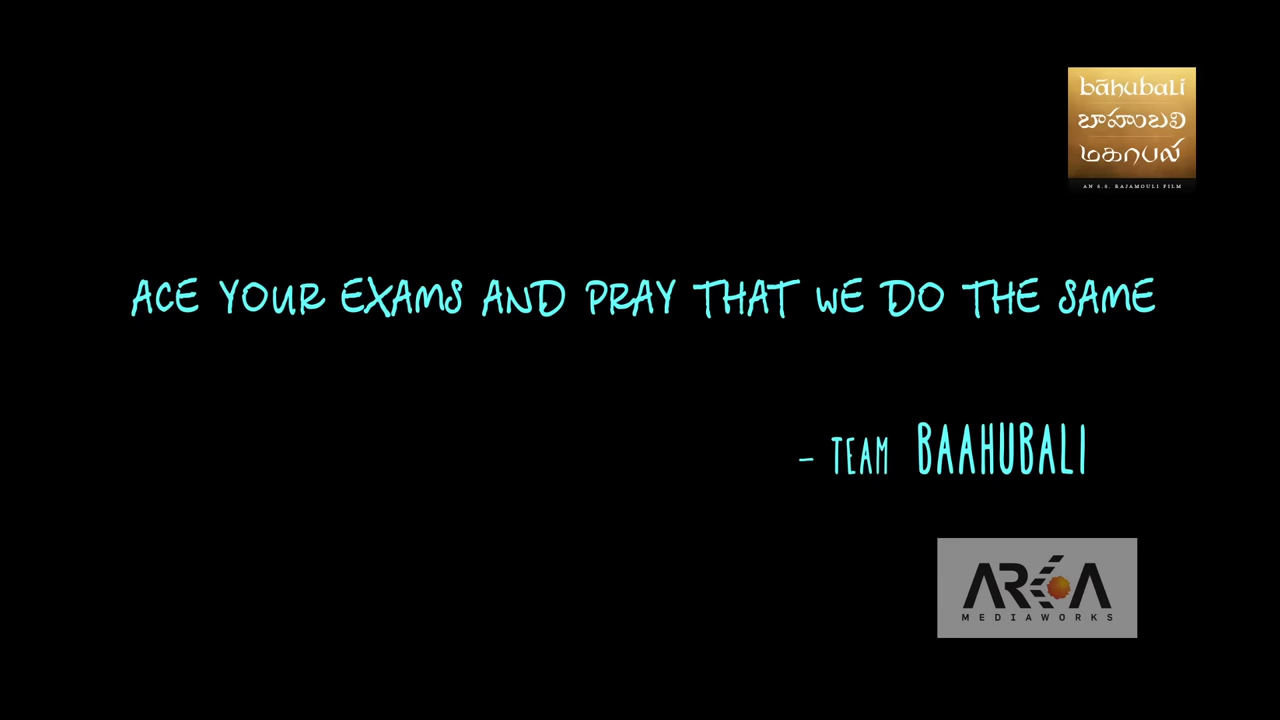 bāhubali
బాహుబలి
மகாபலி
AN S.S. RAJAMOULI FILM
ACE YOUR EXAMS AND PRAY THAT WE DO THE SAME
– TEAM BAAHUBALI
ARKA
MEDIAWORKS